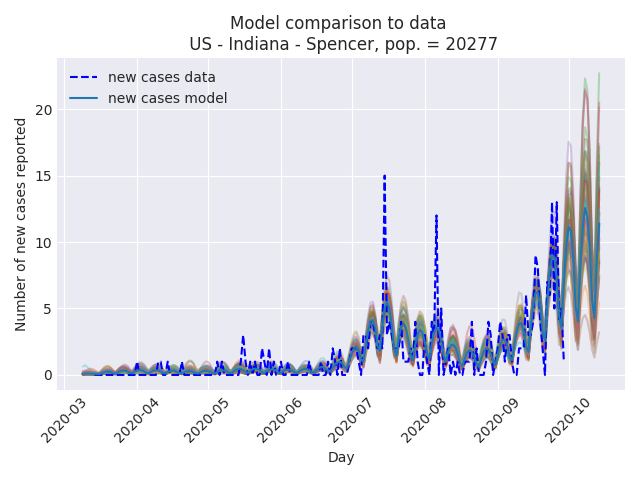 Model comparison to data
US - Indiana - Spencer, pop. = 20277
new cases data
new cases model
Number of new cases reported
20
15
10
5
0
2020-03
2020-04
2020-05
2020-06
2020-07
2020-08
2020-09
2020-10
Day